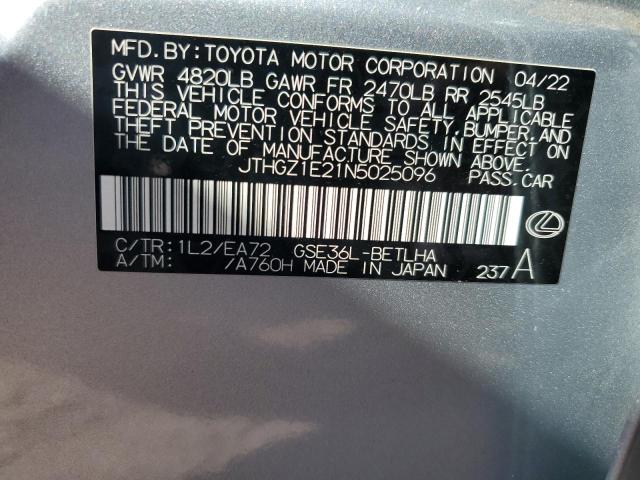 MFD.BY:TOYOTA MOTOR CORPORATION 04/22
GVWR 4820LB GAWR FR 2470LB RR 2545LB
THIS VEHICLE CONFORMS TO ALL APPLICABLE
FEDERAL MOTOR VEHICLE SAFETY,BUMPER,AND
THEFT PREVENTION STANDARDS IN EFFECT ON
THE DATE OF MANUFACTURE SHOWN ABOVE.
JTHGZ1E21N5025096 PASS.CAR
C/TR:1L2/EA72 GSE36L-BETLHA
A/TM: /A760H MADE IN JAPAN 237A